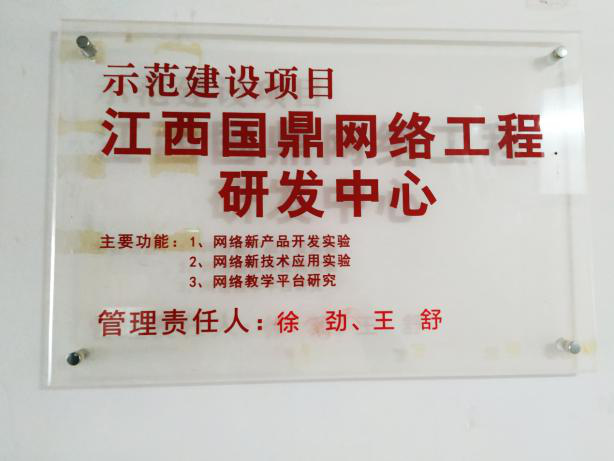 示范建设项目
江西国鼎网络工程
研发中心
主要功能：1、网络新产品开发实验
2、网络新技术应用实验
3、网络教学平台研究
管理责任人：徐 劲、王 舒